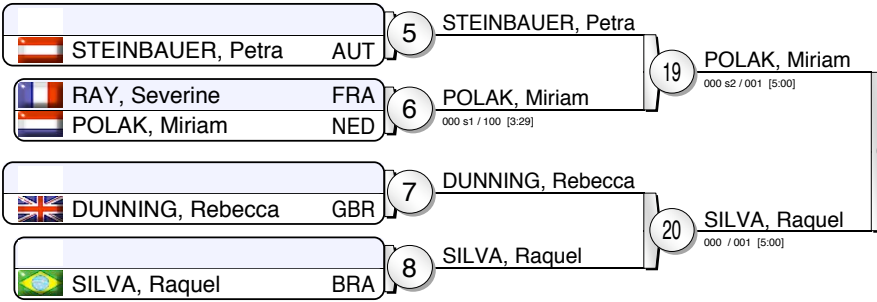 STEINBAUER, Petra AUT
5
STEINBAUER, Petra
RAY, Severine FRA
POLAK, Miriam NED
6
POLAK, Miriam
000 s1 / 100 [3:29]
19
POLAK, Miriam
000 s2 / 001 [5:00]
DUNNING, Rebecca GBR
7
DUNNING, Rebecca
SILVA, Raquel BRA
8
SILVA, Raquel
20
SILVA, Raquel
000 / 001 [5:00]